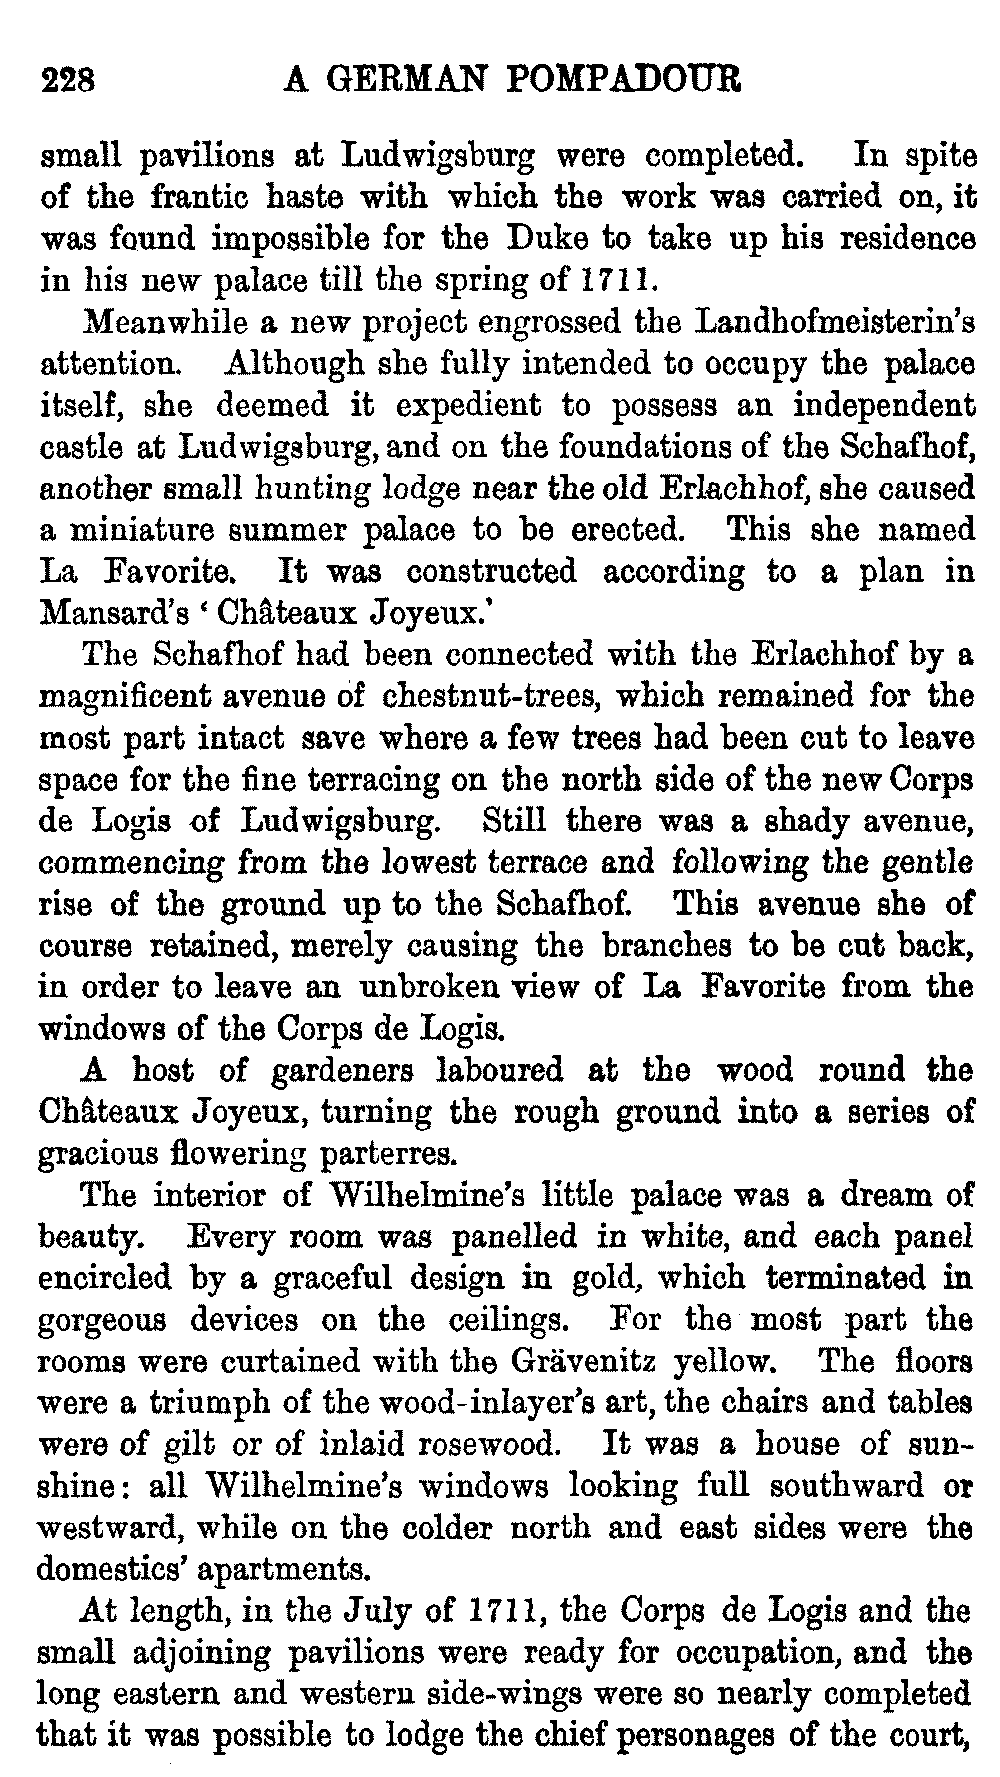 228 A GERMAN POMPADOUR
small pavilions at Ludwigsburg were completed. In spite
of the frantic haste with which the work was carried on, it
was found impossible for the Duke to take up his residence
in his new palace till the spring of 1711.
Meanwhile a new project engrossed the Landhofmeisterin's
attention. Although she fully intended to occupy the palace
itself, she deemed it expedient to possess an independent
castle at Ludwigsburg, and on the foundations of the Schafhof,
another small hunting lodge near the old Erlachhof, she caused
a miniature summer palace to be erected. This she named
La Favorite. It was constructed according to a plan in
Mansard's ‘Châteaux Joyeux.’
The Schafhof had been connected with the Erlachhof by a
magnificent avenue of chestnut-trees, which remained for the
most part intact save where a few trees had been cut to leave
space for the fine terracing on the north side of the new Corps
de Logis of Ludwigsburg. Still there was a shady avenue,
commencing from the lowest terrace and following the gentle
rise of the ground up to the Schafhof. This avenue she of
course retained, merely causing the branches to be cut back,
in order to leave an unbroken view of La Favorite from the
windows of the Corps de Logis.
A host of gardeners laboured at the wood round the
Châteaux Joyeux, turning the rough ground into a series of
gracious flowering parterres.
The interior of Wilhelmine's little palace was a dream of
beauty. Every room was panelled in white, and each panel
encircled by a graceful design in gold, which terminated in
gorgeous devices on the ceilings. For the most part the
rooms were curtained with the Grävenitz yellow. The floors
were a triumph of the wood-inlayer's art, the chairs and tables
were of gilt or of inlaid rosewood. It was a house of sun-
shine: all Wilhelmine's windows looking full southward or
westward, while on the colder north and east sides were the
domestics' apartments.
At length, in the July of 1711, the Corps de Logis and the
small adjoining pavilions were ready for occupation, and the
long eastern and western side-wings were so nearly completed
that it was possible to lodge the chief personages of the court,